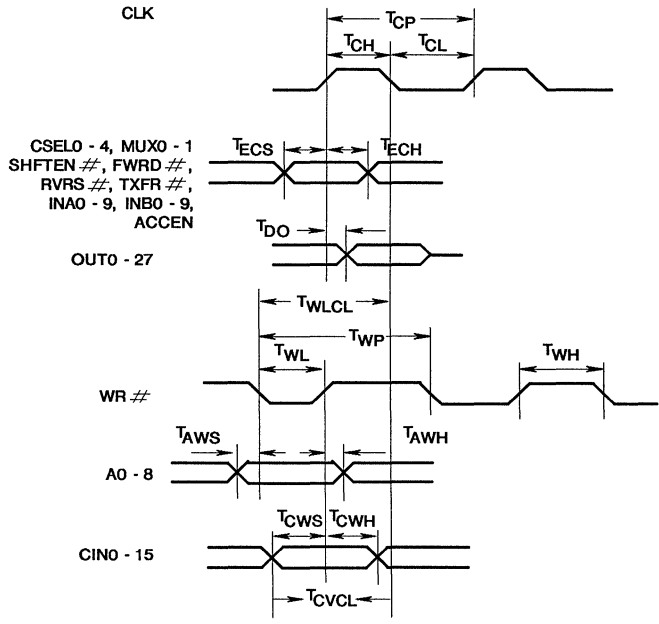 CLK
TCP
TCH
TCL
CSEL0 - 4, MUX0 - 1
SHFTEN #, FWRD #,
RVRS #, TXFR #,
INA0 - 9, INB0 - 9,
ACCEN
TECS
TECH
TDO
OUT0 - 27
TWLCL
TWP
TWL
TWH
WR #
TAWS
TAWH
A0 - 8
TCWS
TCWH
CIN0 - 15
TCVCL